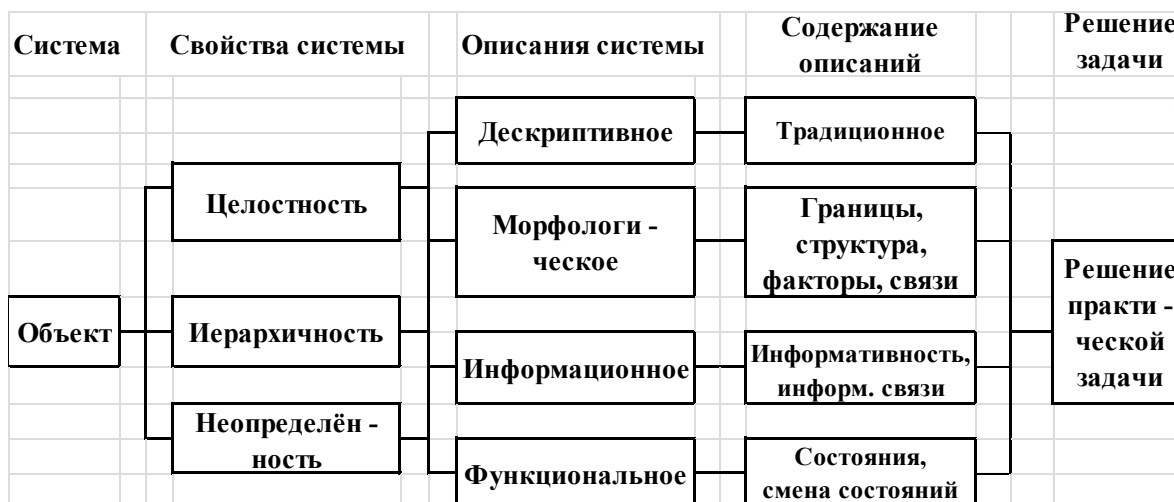 Система
Свойства системы
Описания системы
Содержание
описаний
Решение
задачи
Дескриптивное
Традиционное
Целостность
Морфологи -
ческое
Границы,
структура,
факторы, связи
Решение
практи -
ческой
задачи
Объект
Иерархичность
Информационное
Информативность,
информ. связи
Неопределён -
ность
Функциональное
Состояния,
смена состояний